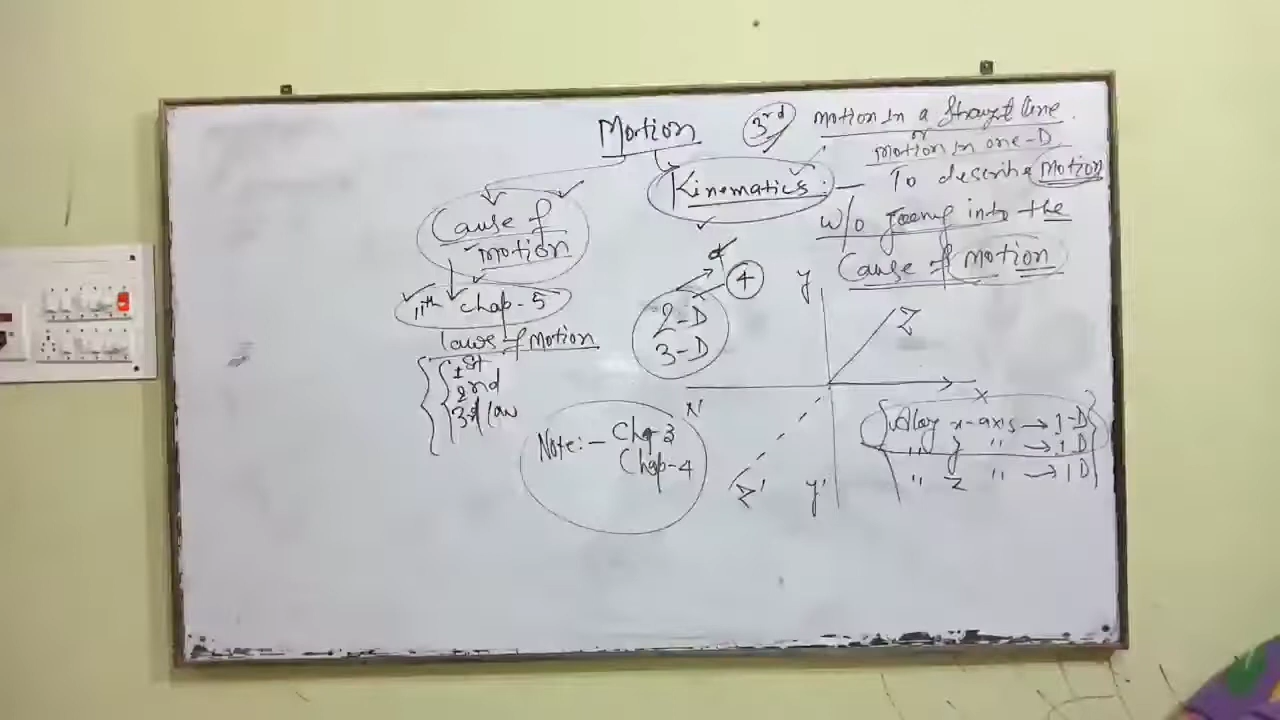 Motion
3rd
Motion in a straight line
or
Motion in one-D
Kinematics :— To describe Motion
w/o going into the
Cause of motion
Cause of
motion
11th chap-5
laws of Motion
1st
2nd
3rd law
4
2-D
3-D
y
Z
X
X'
Z'
y'
Along x-axis → 1-D
" y " → 1D
" z " → 1D
Note:- Chap-3
Chap-4